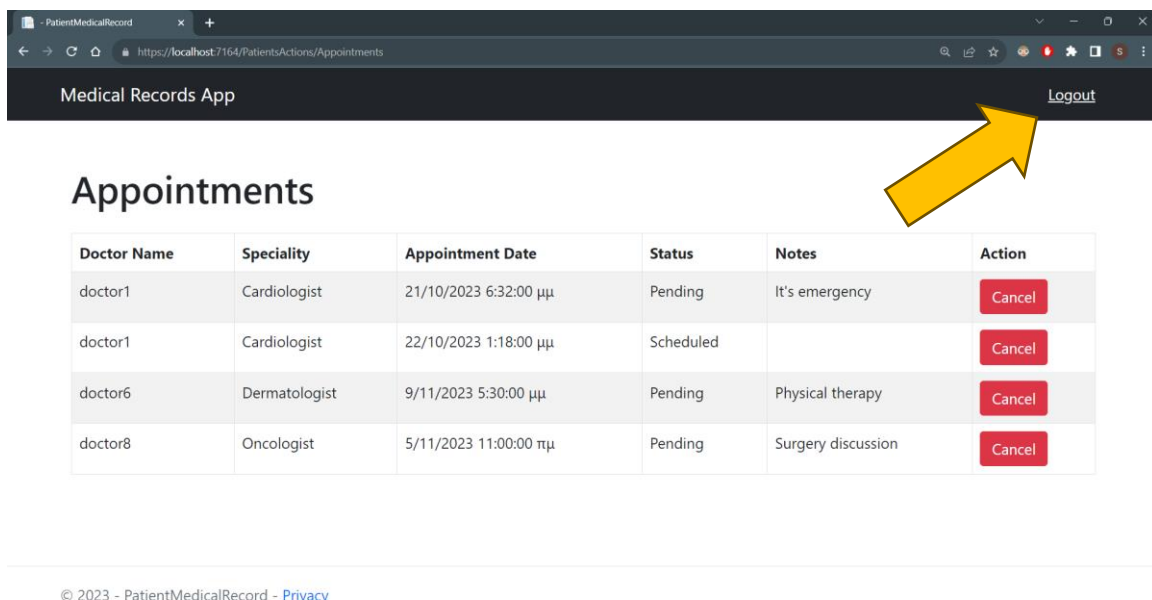 - PatientMedicalRecord
https://localhost:7164/PatientsActions/Appointments
S
Medical Records App Logout
Appointments
Doctor Name Speciality Appointment Date Status Notes Action
doctor1 Cardiologist 21/10/2023 6:32:00 μμ Pending It's emergency Cancel
doctor1 Cardiologist 22/10/2023 1:18:00 μμ Scheduled Cancel
doctor6 Dermatologist 9/11/2023 5:30:00 μμ Pending Physical therapy Cancel
doctor8 Oncologist 5/11/2023 11:00:00 πμ Pending Surgery discussion Cancel
© 2023 - PatientMedicalRecord - Privacy